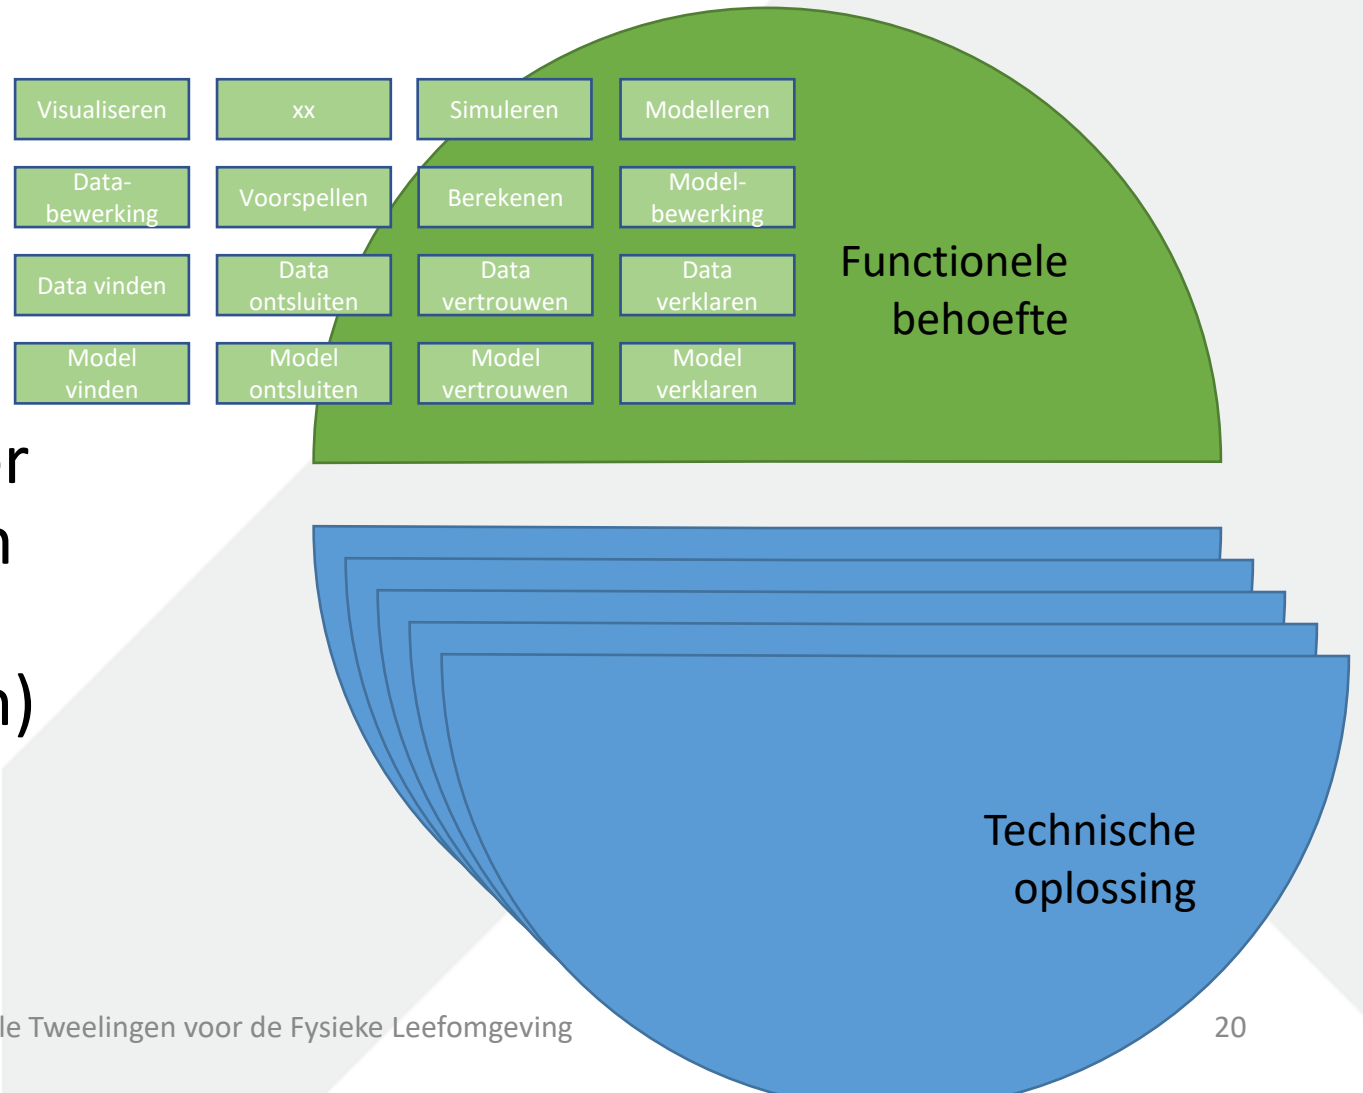 Visualiseren
xx
Simuleren
Modelleren
Data-
bewerking
Voorspellen
Berekenen
Model-
bewerking
Data vinden
Data
ontsluiten
Data
vertrouwen
Data
verklaren
Model
vinden
Model
ontsluiten
Model
vertrouwen
Model
verklaren
Functionele
behoefte
Technische
oplossing
le Tweelingen voor de Fysieke Leefomgeving
20